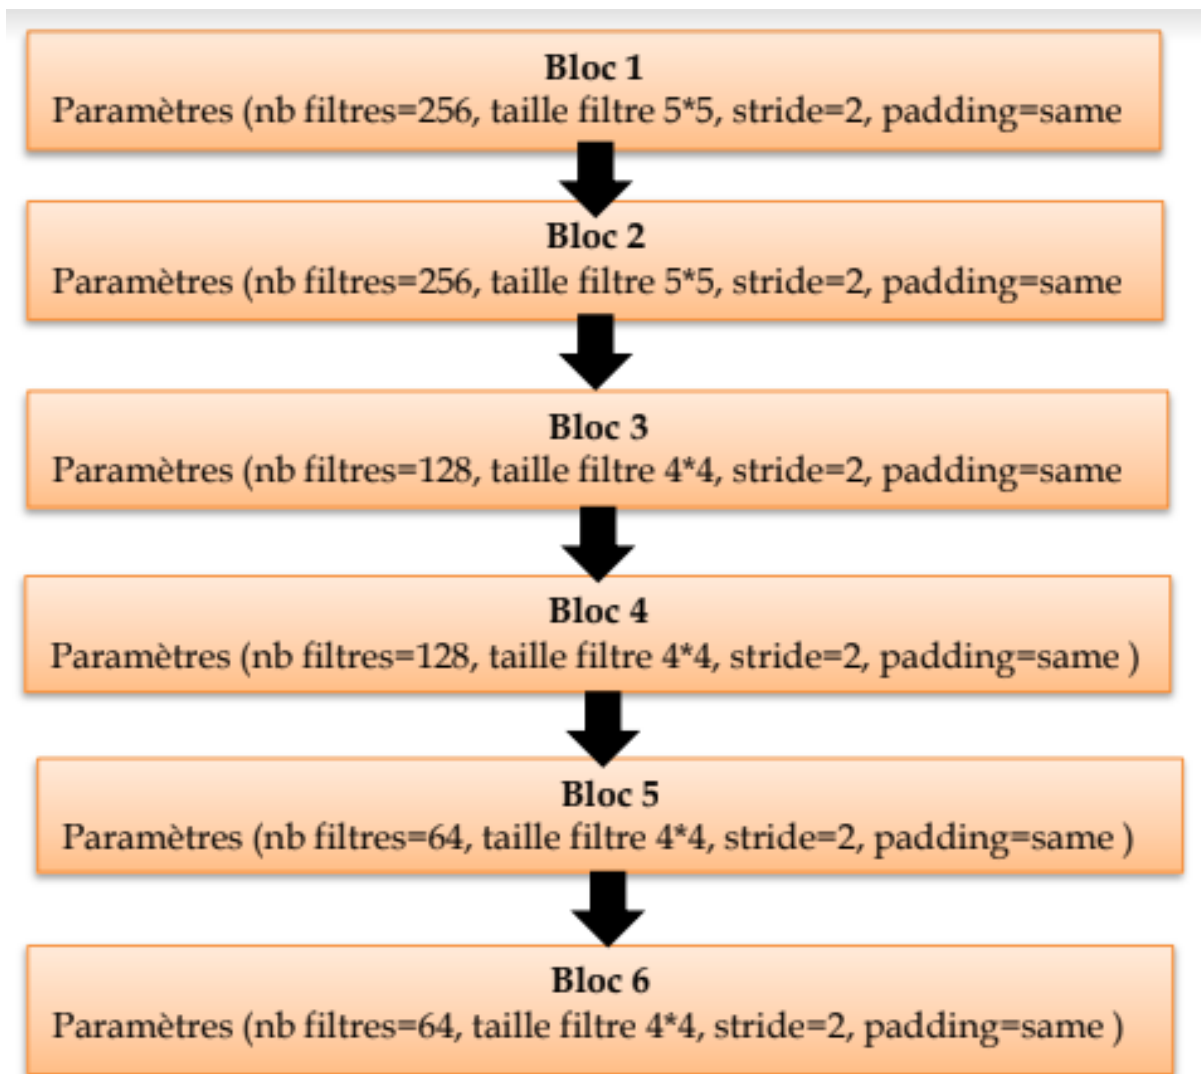 Bloc 1
Paramètres (nb filtres=256, taille filtre 5*5, stride=2, padding=same
Bloc 2
Paramètres (nb filtres=256, taille filtre 5*5, stride=2, padding=same
Bloc 3
Paramètres (nb filtres=128, taille filtre 4*4, stride=2, padding=same
Bloc 4
Paramètres (nb filtres=128, taille filtre 4*4, stride=2, padding=same )
Bloc 5
Paramètres (nb filtres=64, taille filtre 4*4, stride=2, padding=same )
Bloc 6
Paramètres (nb filtres=64, taille filtre 4*4, stride=2, padding=same )